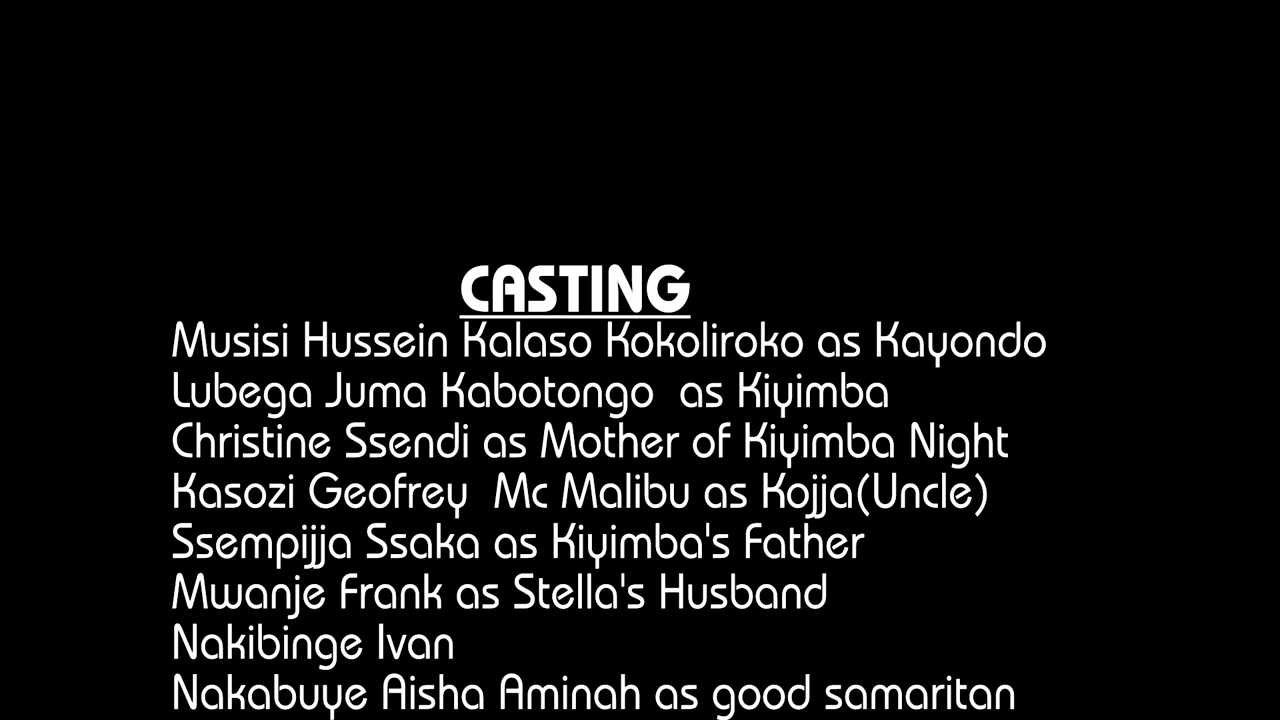 CASTING
Musisi Hussein Kalaso Kokoliroko as Kayondo
Lubega Juma Kabotongo  as Kiyimba
Christine Ssendi as Mother of Kiyimba Night
Kasozi Geofrey  Mc Malibu as Kojja(Uncle)
Ssempijja Ssaka as Kiyimba's Father
Mwanje Frank as Stella's Husband
Nakibinge Ivan
Nakabuye Aisha Aminah as good samaritan